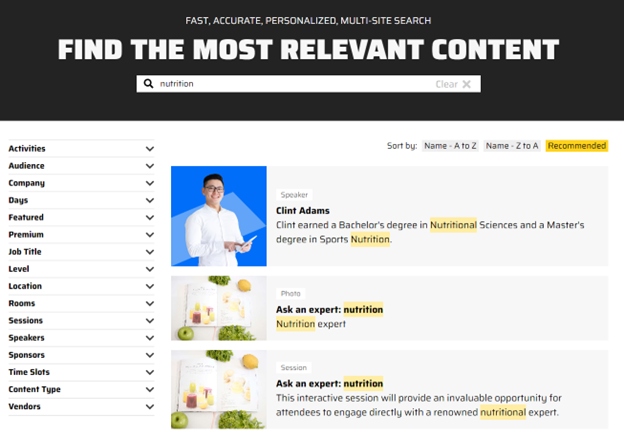 FAST, ACCURATE, PERSONALIZED, MULTI-SITE SEARCH
FIND THE MOST RELEVANT CONTENT
nutrition
Clear
Sort by: Name - A to Z Name - Z to A Recommended
Activities
Audience
Company
Days
Featured
Premium
Job Title
Level
Location
Rooms
Sessions
Speakers
Sponsors
Time Slots
Content Type
Vendors
Speaker
Clint Adams
Clint earned a Bachelor's degree in Nutritional Sciences and a Master's
degree in Sports Nutrition.
Photo
Ask an expert: nutrition
Nutrition expert
Session
Ask an expert: nutrition
This interactive session will provide an invaluable opportunity for
attendees to engage directly with a renowned nutritional expert.